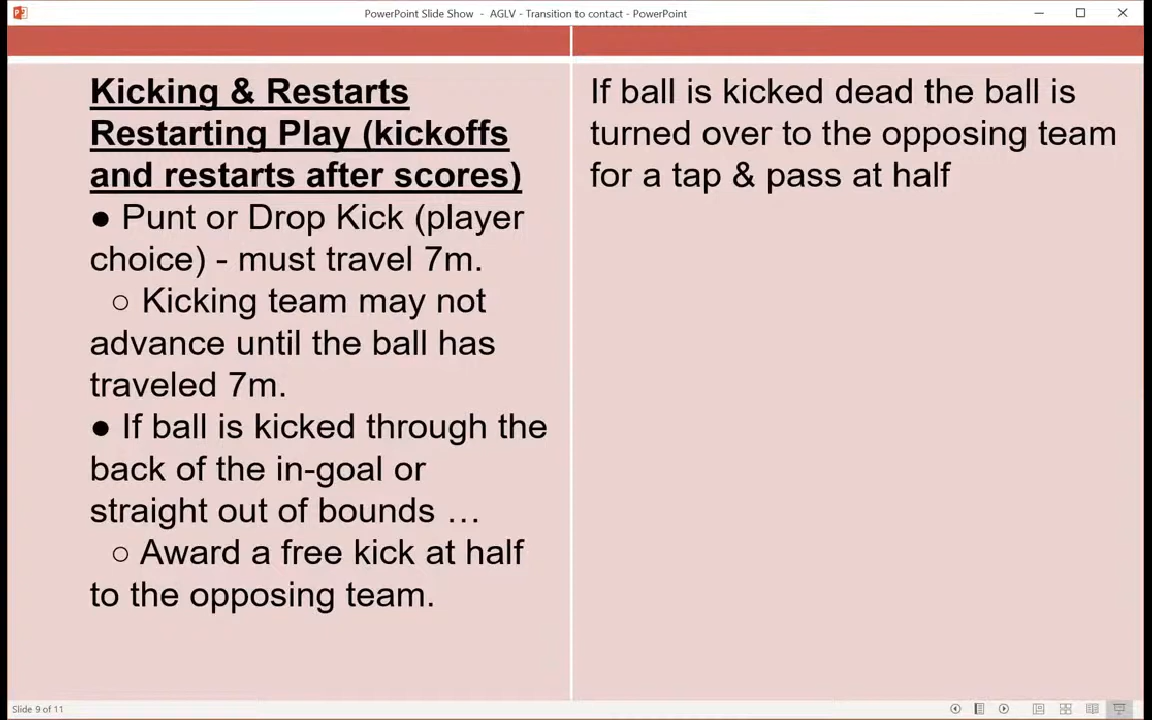 PowerPoint Slide Show - AGLV - Transition to contact - PowerPoint
Kicking & Restarts
Restarting Play (kickoffs
and restarts after scores)
● Punt or Drop Kick (player
choice) - must travel 7m.
○ Kicking team may not
advance until the ball has
traveled 7m.
● If ball is kicked through the
back of the in-goal or
straight out of bounds …
○ Award a free kick at half
to the opposing team.
If ball is kicked dead the ball is
turned over to the opposing team
for a tap & pass at half
Slide 9 of 11